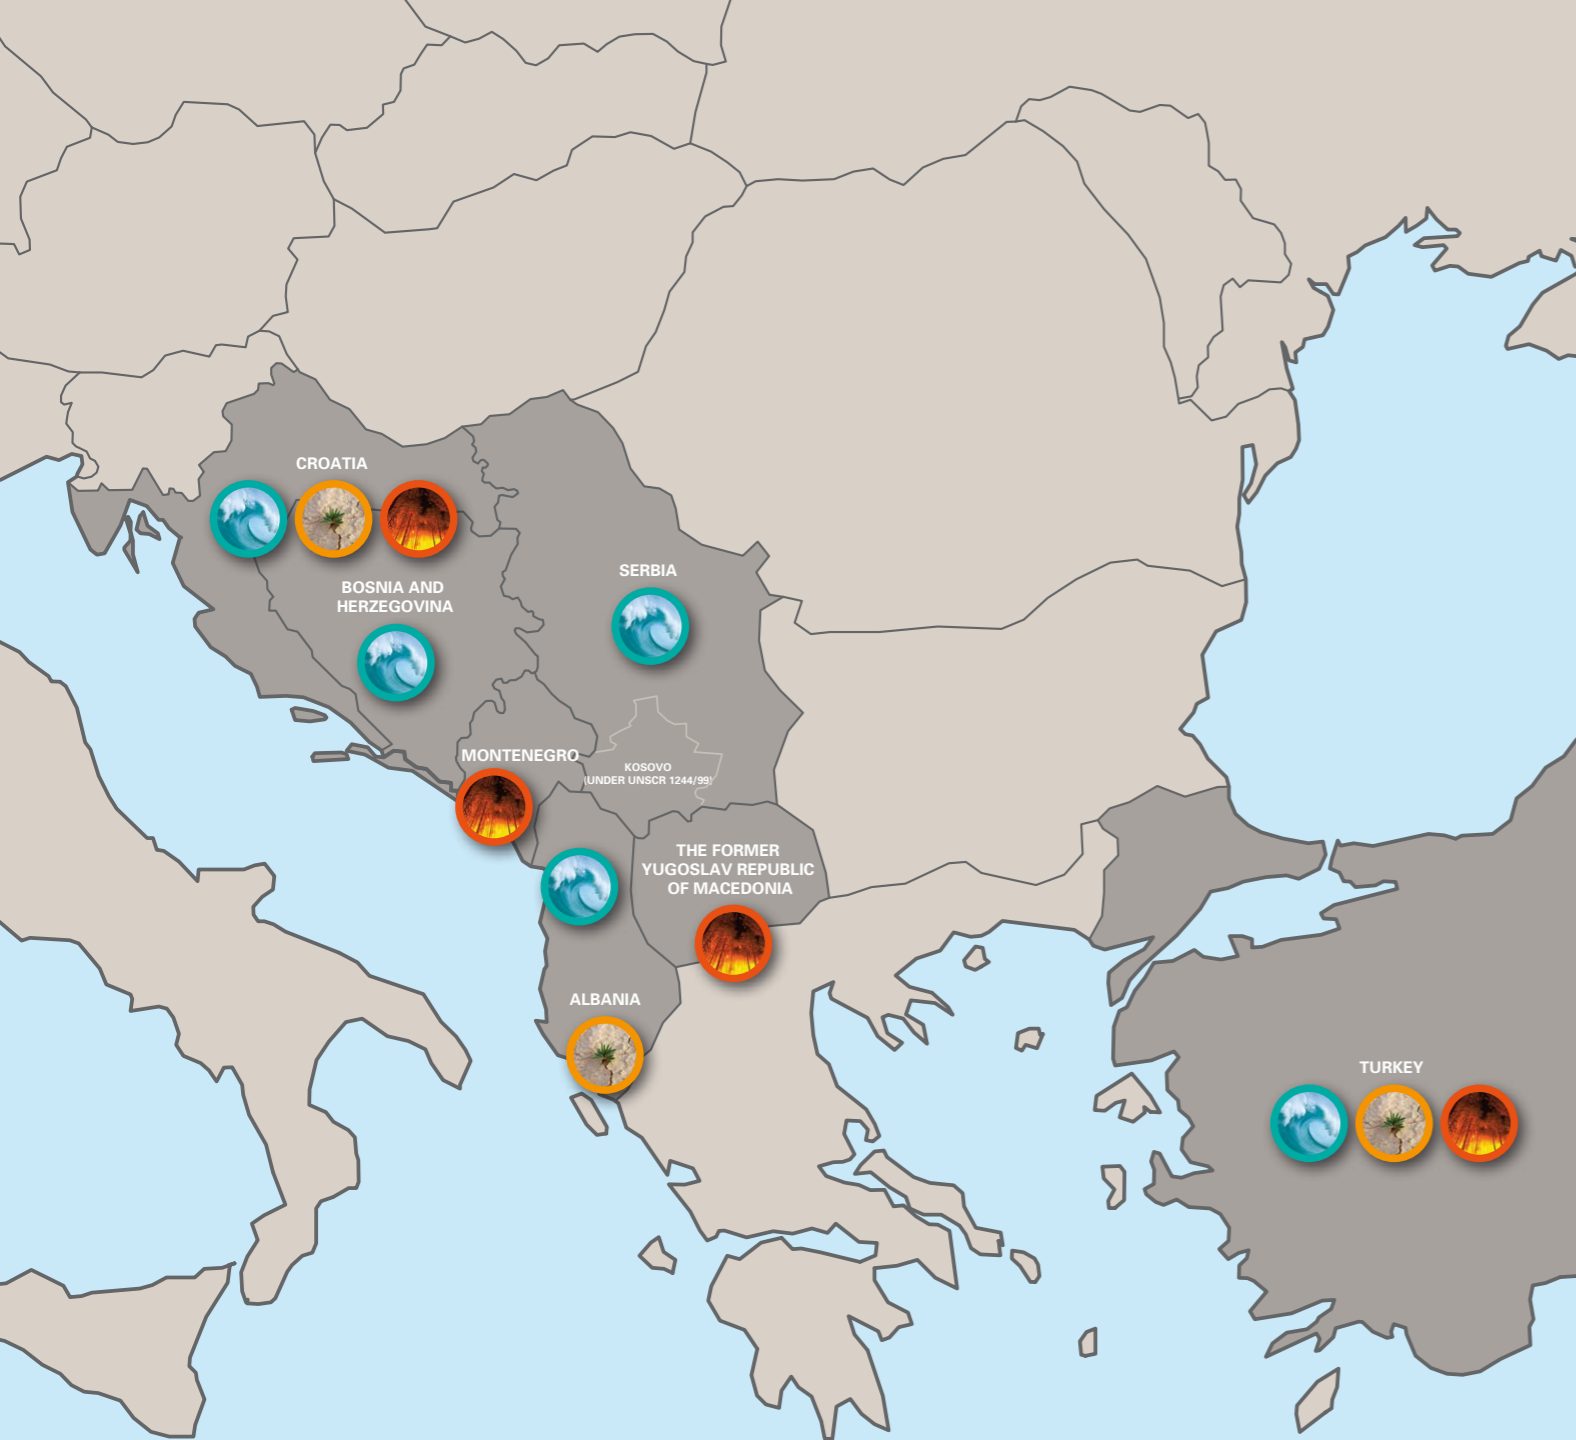 CROATIA
BOSNIA AND
HERZEGOVINA
SERBIA
MONTENEGRO
KOSOVO
(UNDER UNSCR 1244/99)
THE FORMER
YUGOSLAV REPUBLIC
OF MACEDONIA
ALBANIA
TURKEY